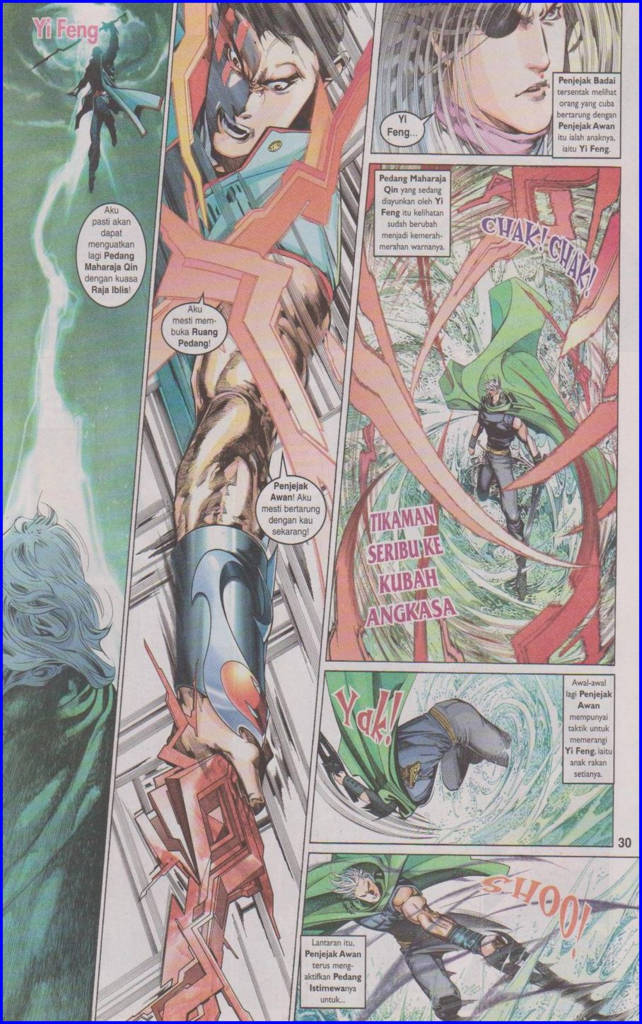 Yi Feng
Aku
pasti akan
dapat
menguatkan
lagi Pedang
Maharaja Qin
dengan kuasa
Raja Iblis!
Aku
mesti mem-
buka Ruang
Pedang!
Penjejak
Awan! Aku
mesti bertarung
dengan kau
sekarang!
Yi
Feng...
Penjejak Badai
tersentak melihat
orang yang cuba
bertarung dengan
Penjejak Awan
itu ialah anaknya,
iaitu Yi Feng.
Pedang Maharaja
Qin yang sedang
diayunkan oleh Yi
Feng itu kelihatan
sudah berubah
menjadi kemerah-
merahan warnanya.
CHAK! CHAK!
TIKAMAN
SERIBU KE
KUBAH
ANGKASA
Yak!
Awal-awal
lagi Penjejak
Awan
mempunyai
taktik untuk
memerangi
Yi Feng, iaitu
anak rakan
setianya.
30
SHOO!
Lantaran itu,
Penjejak Awan
terus meng-
aktifkan Pedang
Istimewanya
untuk...